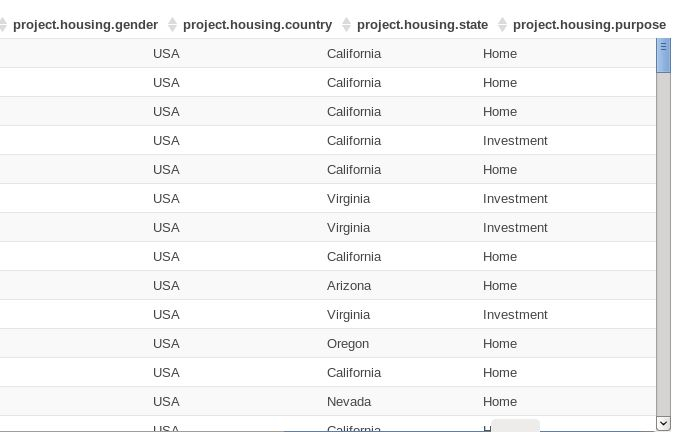 project.housing.gender project.housing.country project.housing.state project.housing.purpose
USA California Home
USA California Home
USA California Home
USA California Investment
USA California Home
USA Virginia Investment
USA Virginia Investment
USA California Home
USA Arizona Home
USA Virginia Investment
USA Oregon Home
USA California Home
USA Nevada Home
USA California